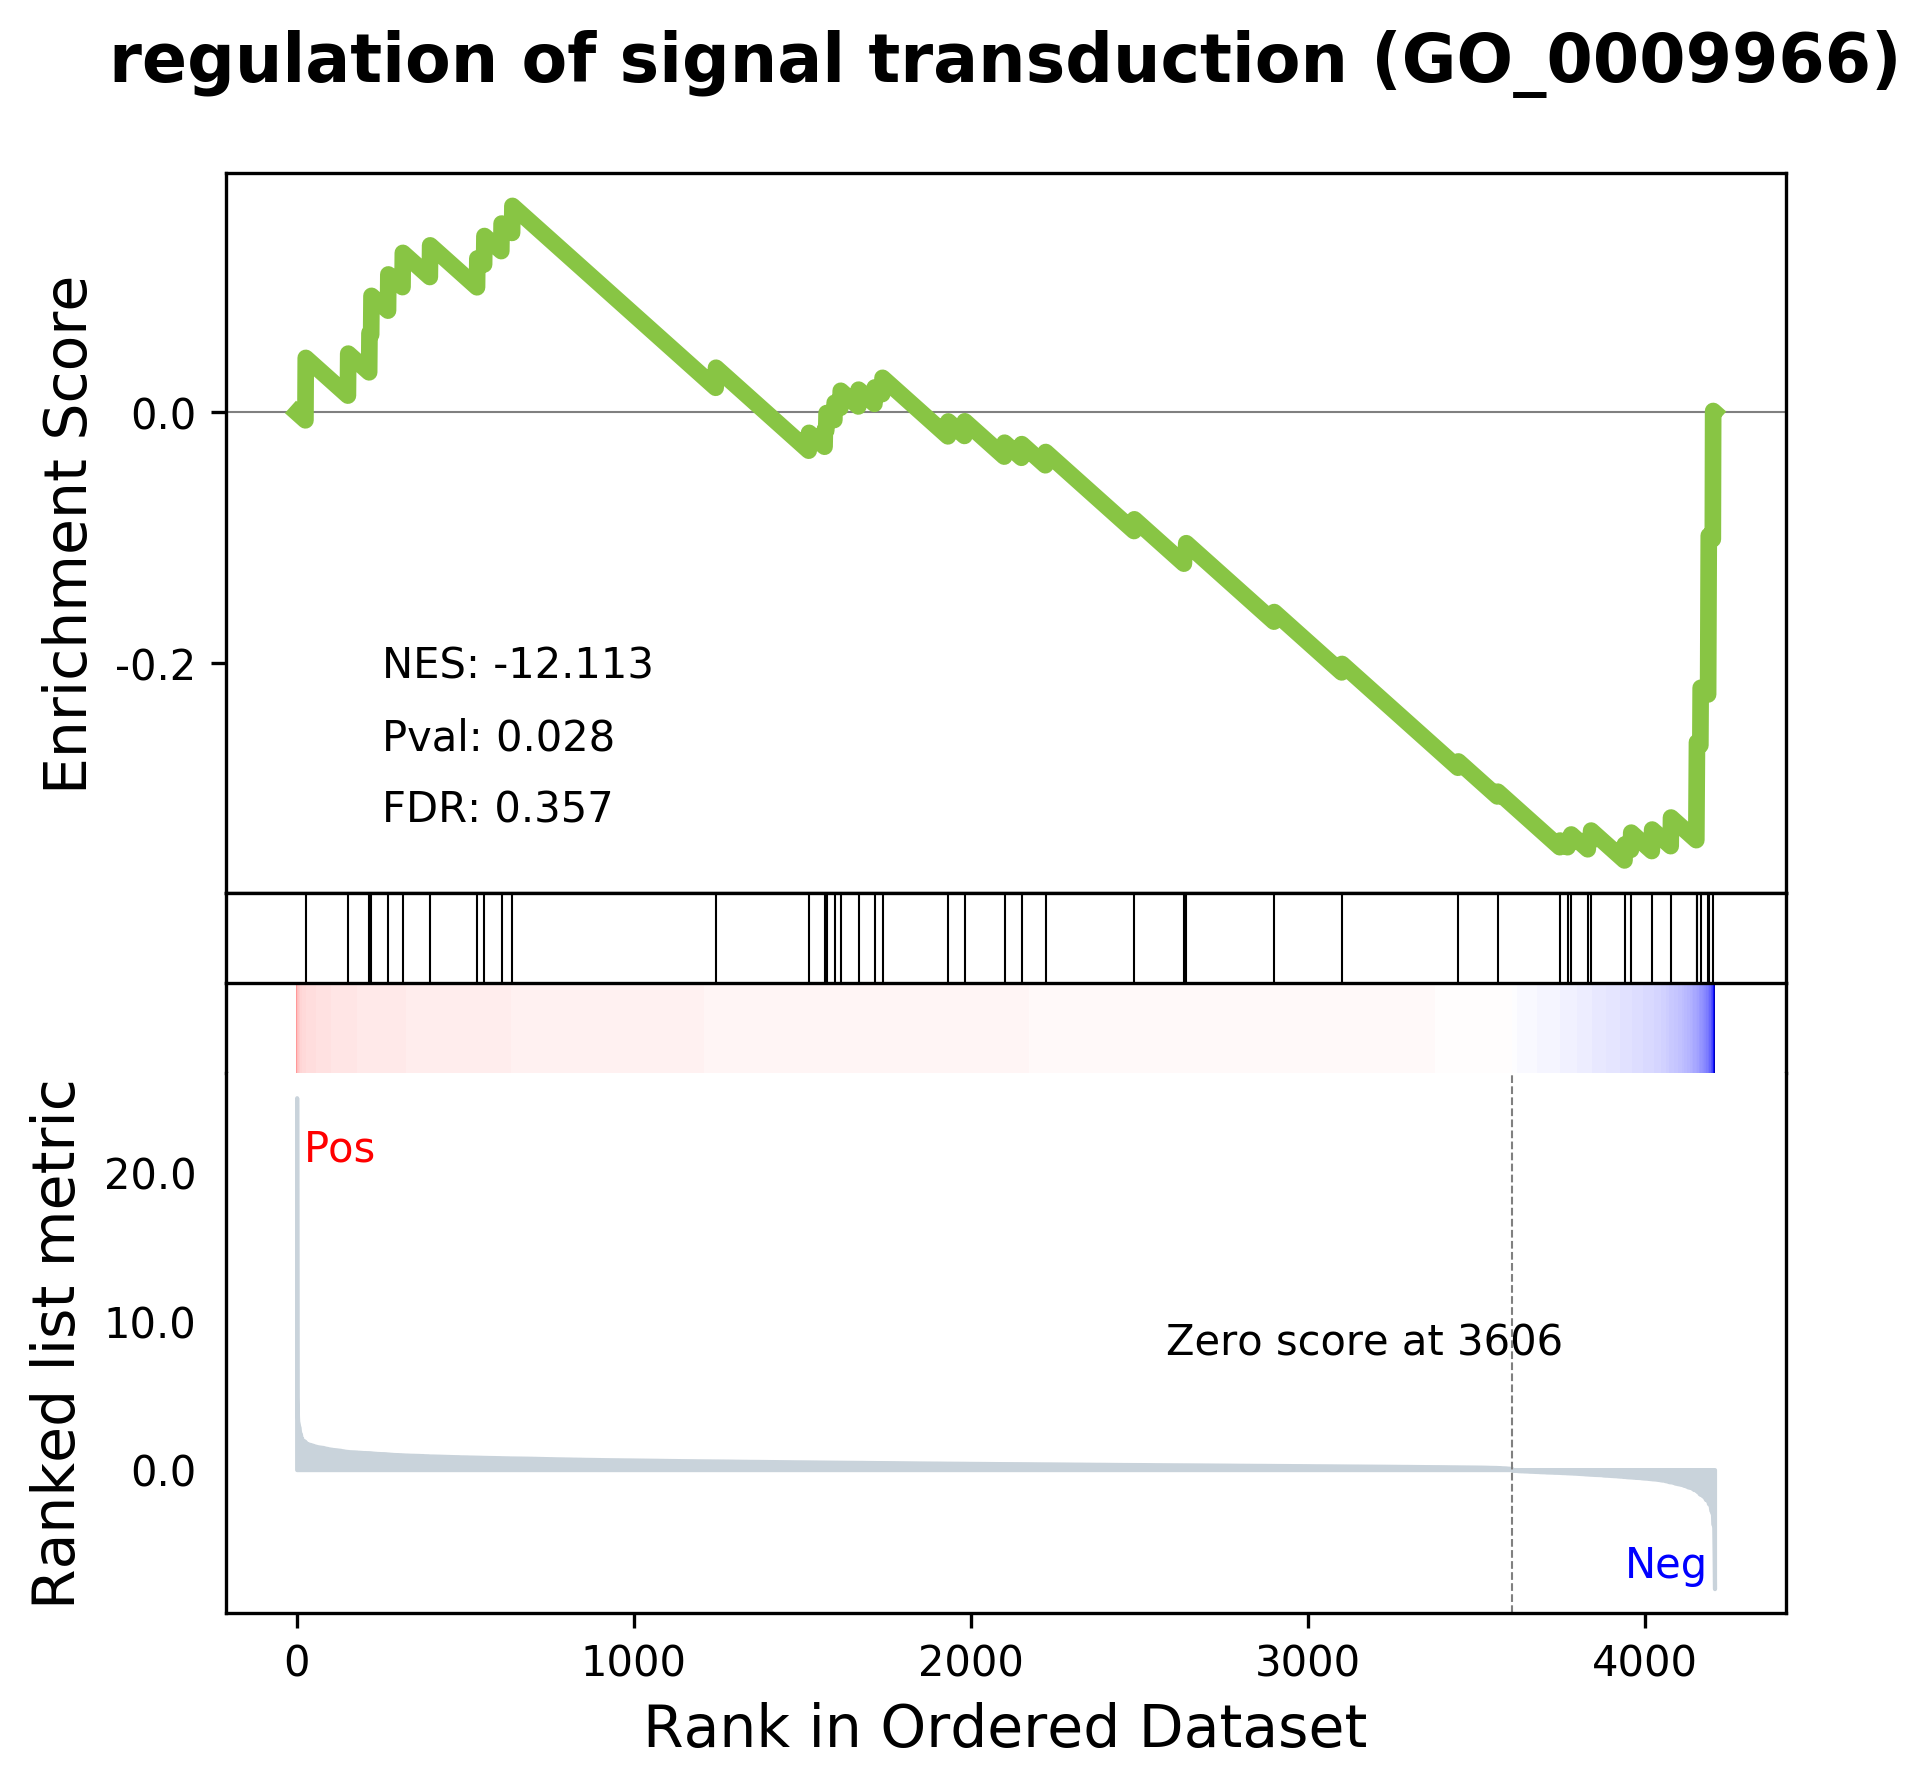 regulation of signal transduction (GO_0009966)
Enrichment Score
0.0
-0.2
NES: -12.113
Pval: 0.028
FDR: 0.357
Ranked list metric
20.0
10.0
0.0
Pos
Zero score at 3606
Neg
0 1000 2000 3000 4000
Rank in Ordered Dataset